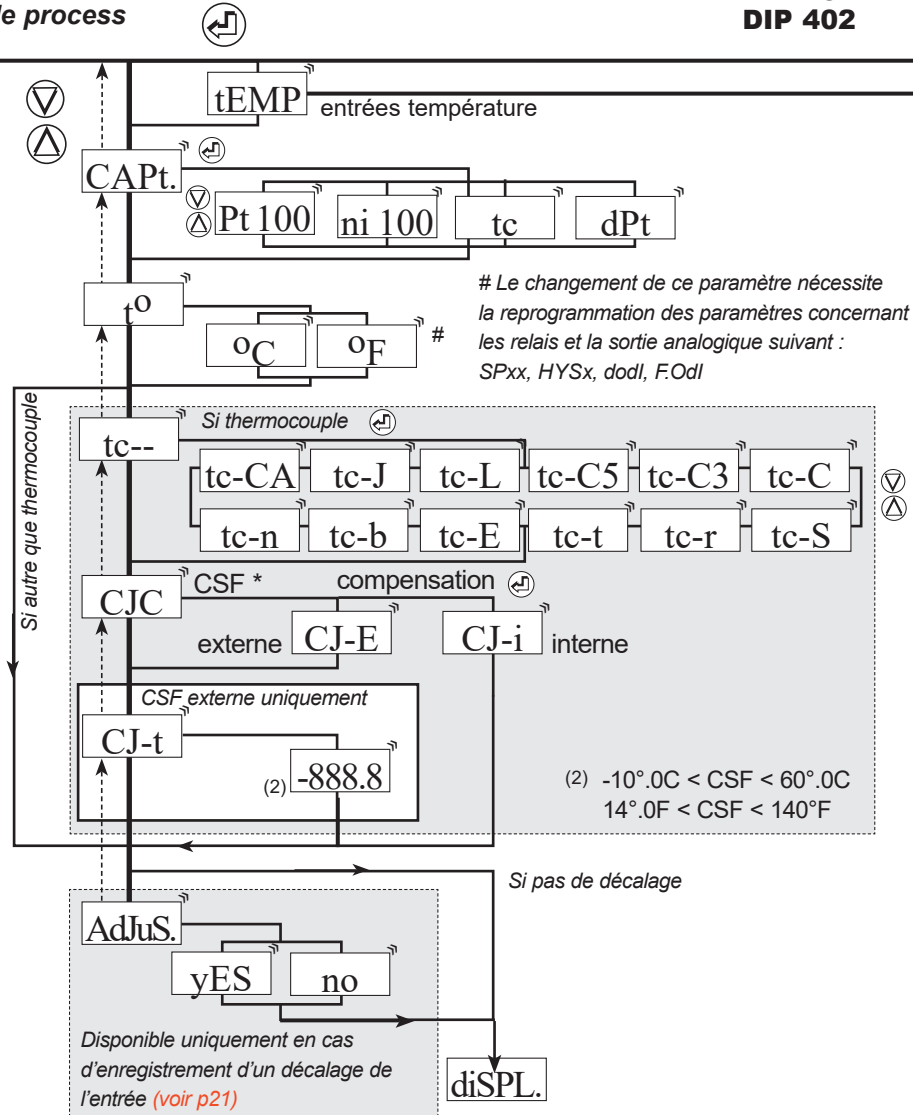 le process
DIP 402
tEMP
entrées température
CAPt.
Pt 100
ni 100
tc
dPt
# Le changement de ce paramètre nécessite
la reprogrammation des paramètres concernant
les relais et la sortie analogique suivant :
SPxx, HYSx, dodI, F.OdI
tº
ºC
ºF
#
Si autre que thermocouple
Si thermocouple
tc--
tc-CA
tc-J
tc-L
tc-C5
tc-C3
tc-C
tc-n
tc-b
tc-E
tc-t
tc-r
tc-S
CJC
CSF *
compensation
externe
CJ-E
CJ-i
interne
CSF externe uniquement
CJ-t
(2)
-888.8
(2) -10°.0C < CSF < 60°.0C
14°.0F < CSF < 140°F
Si pas de décalage
AdJuS.
yES
no
Disponible uniquement en cas
d’enregistrement d’un décalage de
l’entrée (voir p21)
diSPL.